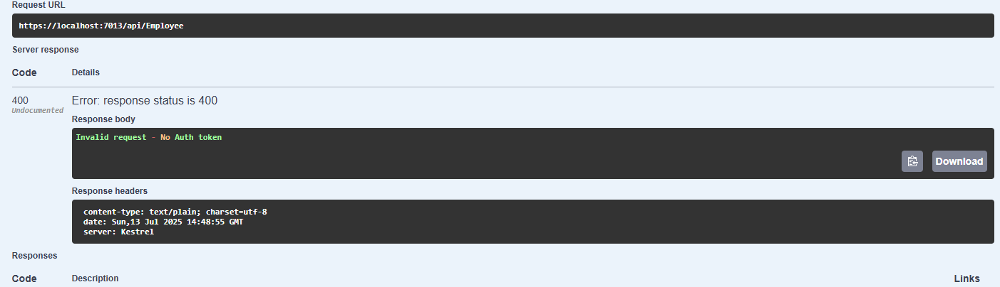 Request URL
https://localhost:7013/api/Employee
Server response
Code Details
400 Error: response status is 400
Undocumented
Response body
Invalid request - No Auth token
Download
Response headers
content-type: text/plain; charset=utf-8
date: Sun,13 Jul 2025 14:48:55 GMT
server: Kestrel
Responses
Code Description Links